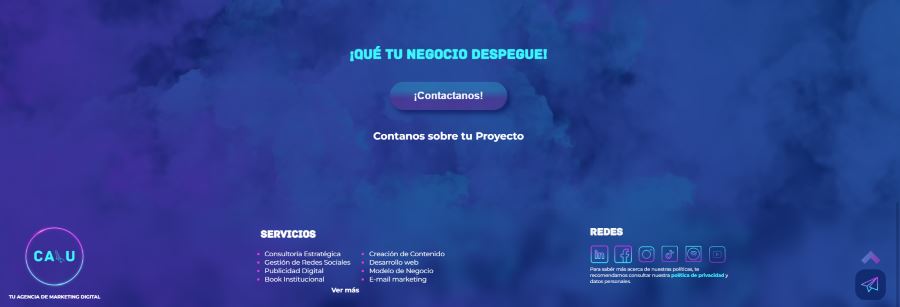 ¡QUÉ TU NEGOCIO DESPEGUE!
¡Contactanos!
Contanos sobre tu Proyecto
CALU
TU AGENCIA DE MARKETING DIGITAL
SERVICIOS
Consultoría Estratégica
Gestión de Redes Sociales
Publicidad Digital
Book Institucional
Creación de Contenido
Desarrollo web
Modelo de Negocio
E-mail marketing
Ver más
REDES
in f
Para sabér más acerca de nuestras políticas, te
recomendamos consultar nuestra política de privacidad y
datos personales.